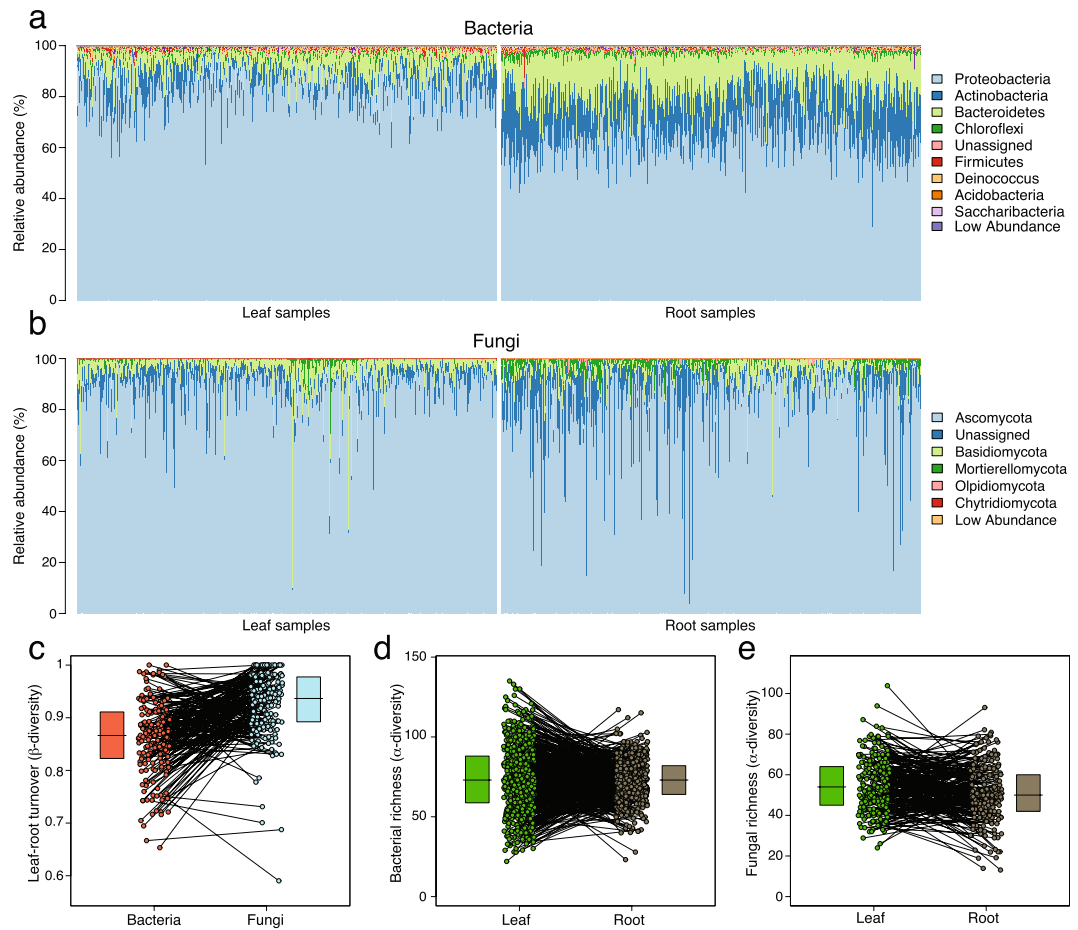 a
Bacteria
Relative abundance (%)
100
80
60
40
20
0
Leaf samples
Root samples
Proteobacteria
Actinobacteria
Bacteroidetes
Chloroflexi
Unassigned
Firmicutes
Deinococcus
Acidobacteria
Saccharibacteria
Low Abundance
b
Fungi
Relative abundance (%)
100
80
60
40
20
0
Leaf samples
Root samples
Ascomycota
Unassigned
Basidiomycota
Mortierellomycota
Olpidiomycota
Chytridiomycota
Low Abundance
c
Leaf-root turnover (β-diversity)
1
0.9
0.8
0.7
0.6
Bacteria
Fungi
d
Bacterial richness (α-diversity)
150
100
50
0
Leaf
Root
e
Fungal richness (α-diversity)
100
80
60
40
20
0
Leaf
Root